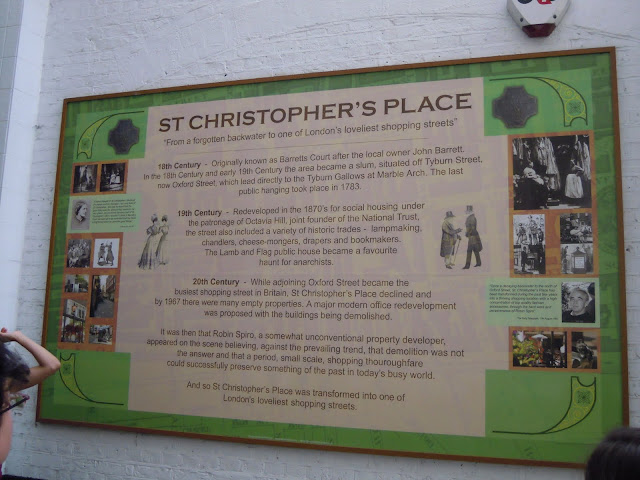 ST CHRISTOPHER'S PLACE
"From a forgotten backwater to one of London's loveliest shopping streets"
18th Century - Originally known as Barretts Court after the local owner John Barrett.
In the 18th Century and early 19th Century the area became a slum, situated off Tyburn Street,
now Oxford Street, which lead directly to the Tyburn Gallows at Marble Arch. The last
public hanging took place in 1783.
19th Century - Redeveloped in the 1870's for social housing under
the patronage of Octavia Hill, joint founder of the National Trust,
the street also included a variety of historic trades - lampmaking,
chandlers, cheese-mongers, drapers and bookmakers.
The Lamb and Flag public house became a favourite
haunt for anarchists.
20th Century - While adjoining Oxford Street became the
busiest shopping street in Britain, St Christopher's Place declined and
by 1967 there were many empty properties. A major modern office redevelopment
was proposed with the buildings being demolished.
It was then that Robin Spiro, a somewhat unconventional property developer,
appeared on the scene believing, against the prevailing trend, that demolition was not
the answer and that a period, small scale, shopping thouroughfare
could successfully preserve something of the past in today's busy world.
And so St Christopher's Place was transformed into one of
London's loveliest shopping streets.